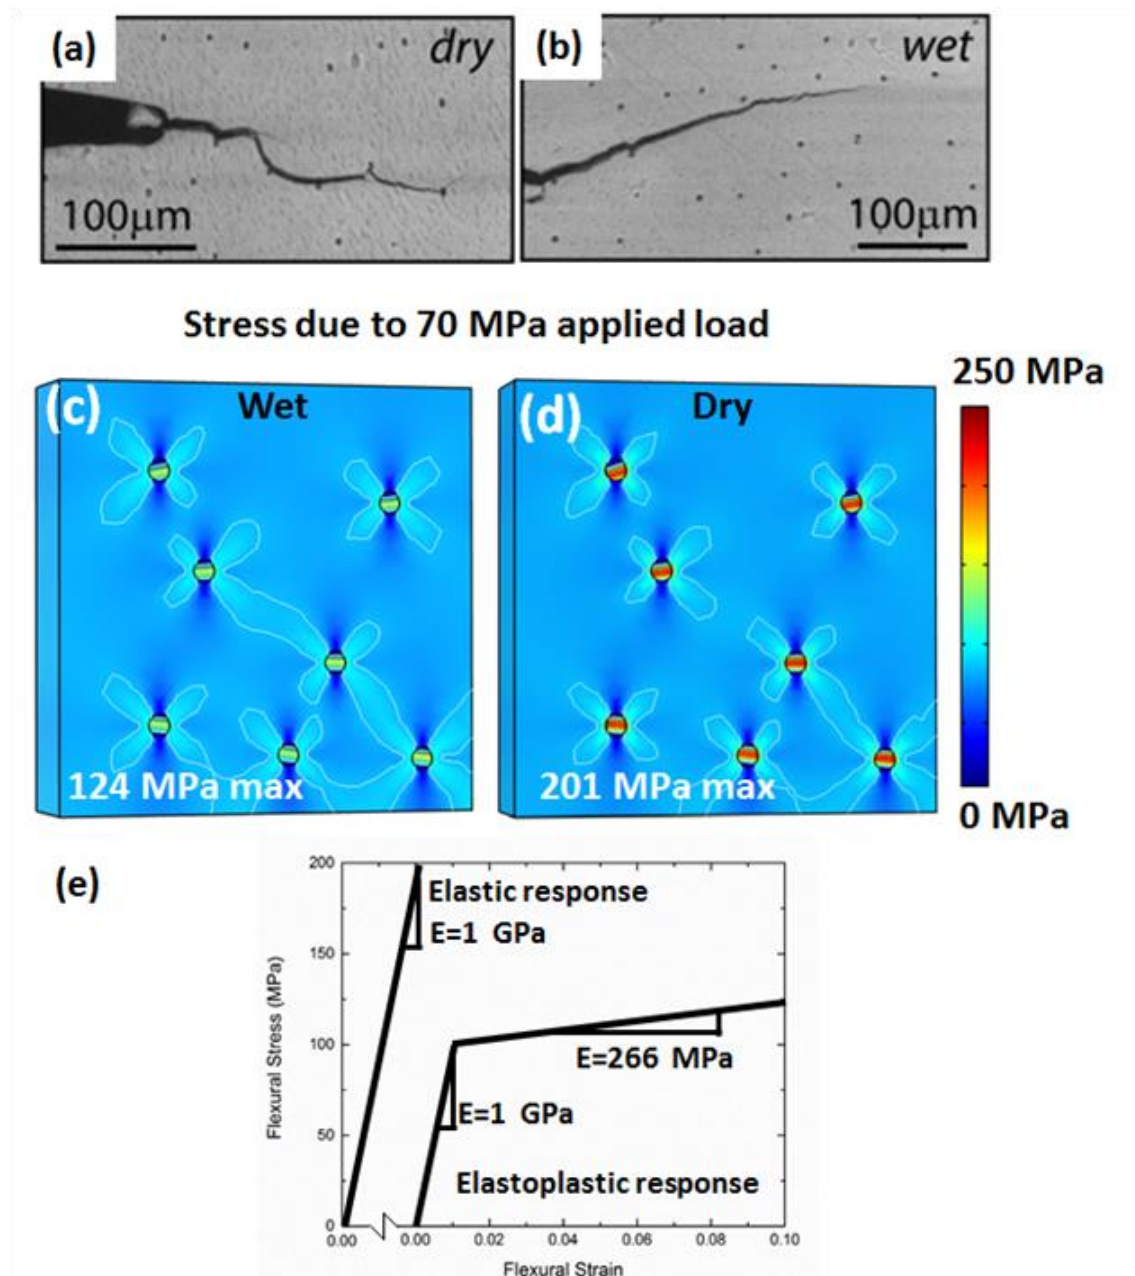 (a)
dry
(b)
wet
100μm
100μm
Stress due to 70 MPa applied load
250 MPa
(c)
Wet
(d)
Dry
124 MPa max
201 MPa max
0 MPa
(e)
200
Elastic response
E=1 GPa
150
Flexural Stress (MPa)
100
E=266 MPa
E=1 GPa
50
Elastoplastic response
0
0.00
0.00
0.02
0.04
0.06
0.08
0.10
Flexural Strain